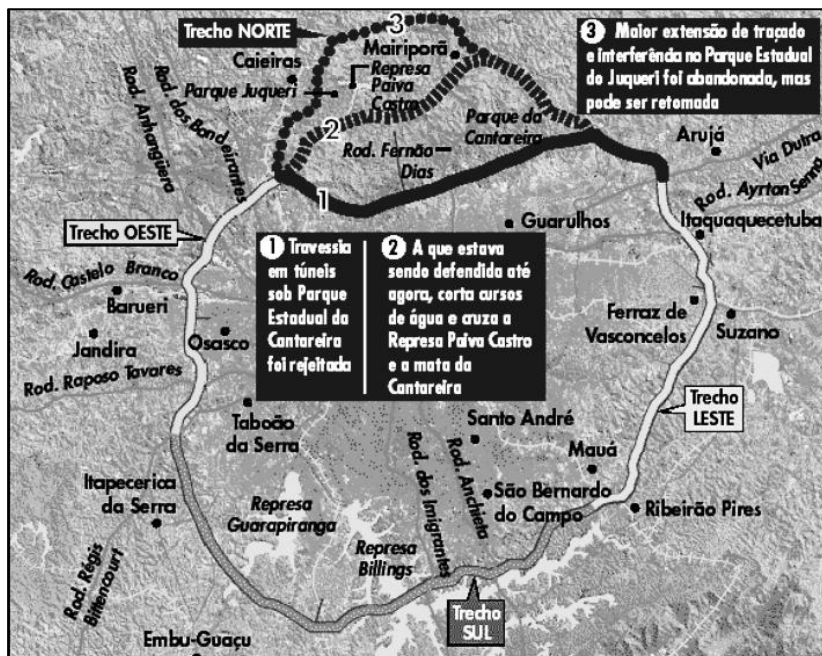 Trecho NORTE
3
Mairiporã
Caieiras
Represa
Paiva
Castro
Parque Juqueri
Rod. dos Bandeirantes
Rod. Anhangüera
2
Rod. Fernão
Dias
Parque da
Cantareira
1
3 Maior extensão de traçado
e interferência no Parque Estadual
do Juqueri foi abandonada, mas
pode ser retomada
Arujá
Via Dutra
Rod. Ayrton Senna
Guarulhos
Itaquaquecetuba
Trecho OESTE
1 Travessia
em túneis
sob Parque
Estadual da
Cantareira
foi rejeitada
2 A que estava
sendo defendida até
agora, corta cursos
de água e cruza a
Represa Paiva Castro
e a mata da
Cantareira
Rod. Castelo Branco
Barueri
Jandira
Osasco
Rod. Raposo Tavares
Ferraz de
Vasconcelos
Suzano
Taboão
da Serra
Trecho
LESTE
Santo André
Mauá
Itapecerica
da Serra
Represa
Guarapiranga
Rod. dos Imigrantes
Rod. Anchieta
São Bernardo
do Campo
Ribeirão Pires
Represa
Billings
Rod. Régis
Bittencourt
Trecho
SUL
Embu-Guaçu